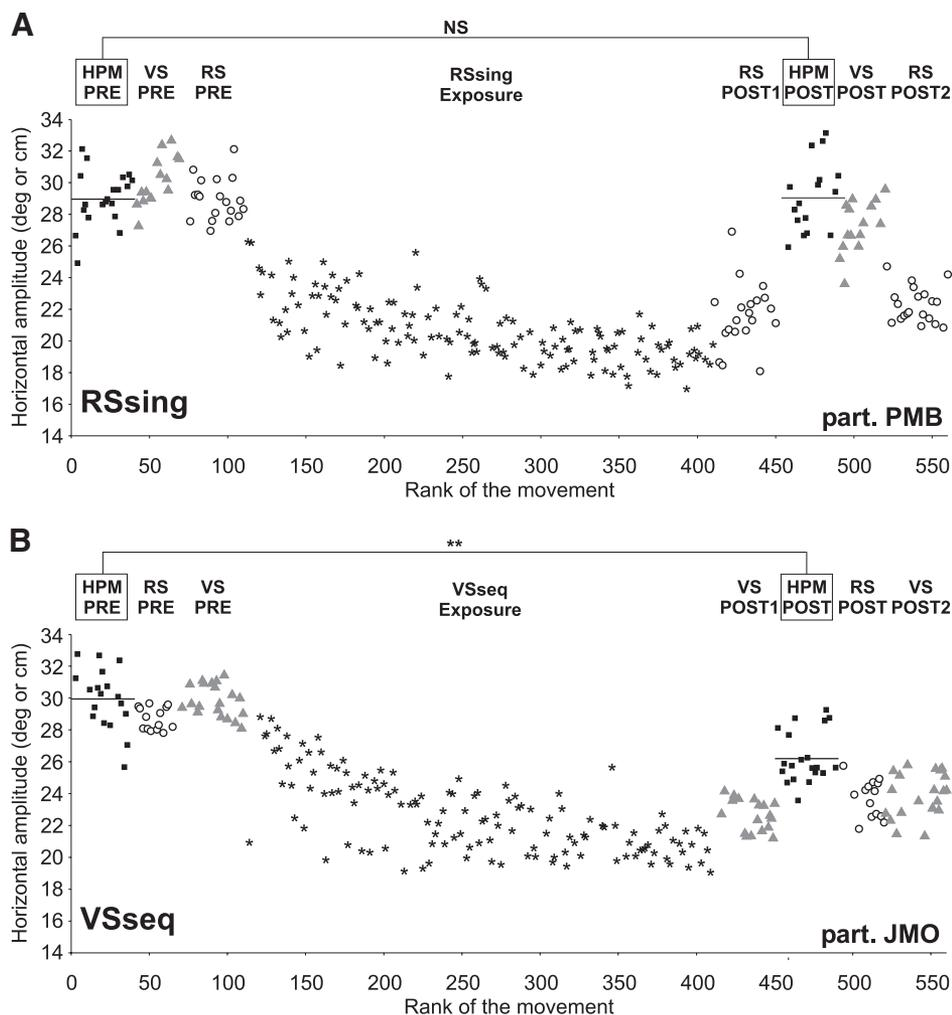 A
NS
HPM VS RS RSsing RS HPM VS RS
PRE PRE PRE Exposure POST1 POST POST POST2
34
32
30
28
26
24
22
20
18
16
14
Horizontal amplitude (deg or cm)
RSsing
part. PMB
0 50 100 150 200 250 300 350 400 450 500 550
Rank of the movement
B
**
HPM RS VS VSseq VS HPM RS VS
PRE PRE PRE Exposure POST1 POST POST POST2
34
32
30
28
26
24
22
20
18
16
14
Horizontal amplitude (deg or cm)
VSseq
part. JMO
0 50 100 150 200 250 300 350 400 450 500 550
Rank of the movement